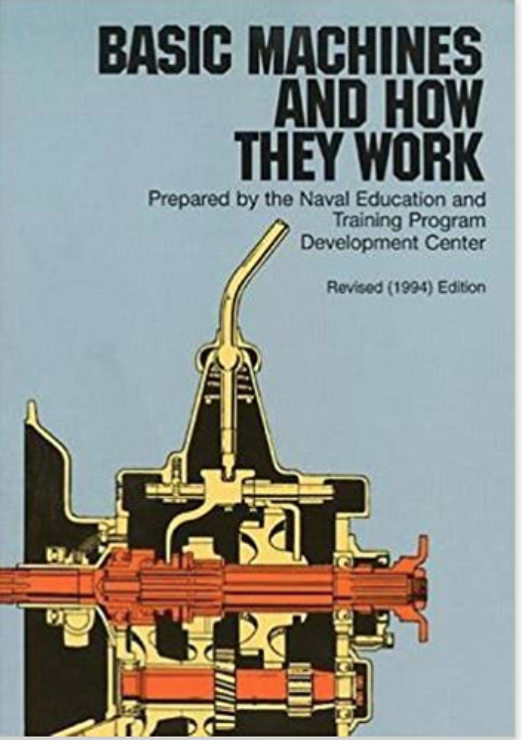 BASIC MACHINES
AND HOW
THEY WORK
Prepared by the Naval Education and
Training Program
Development Center
Revised (1994) Edition